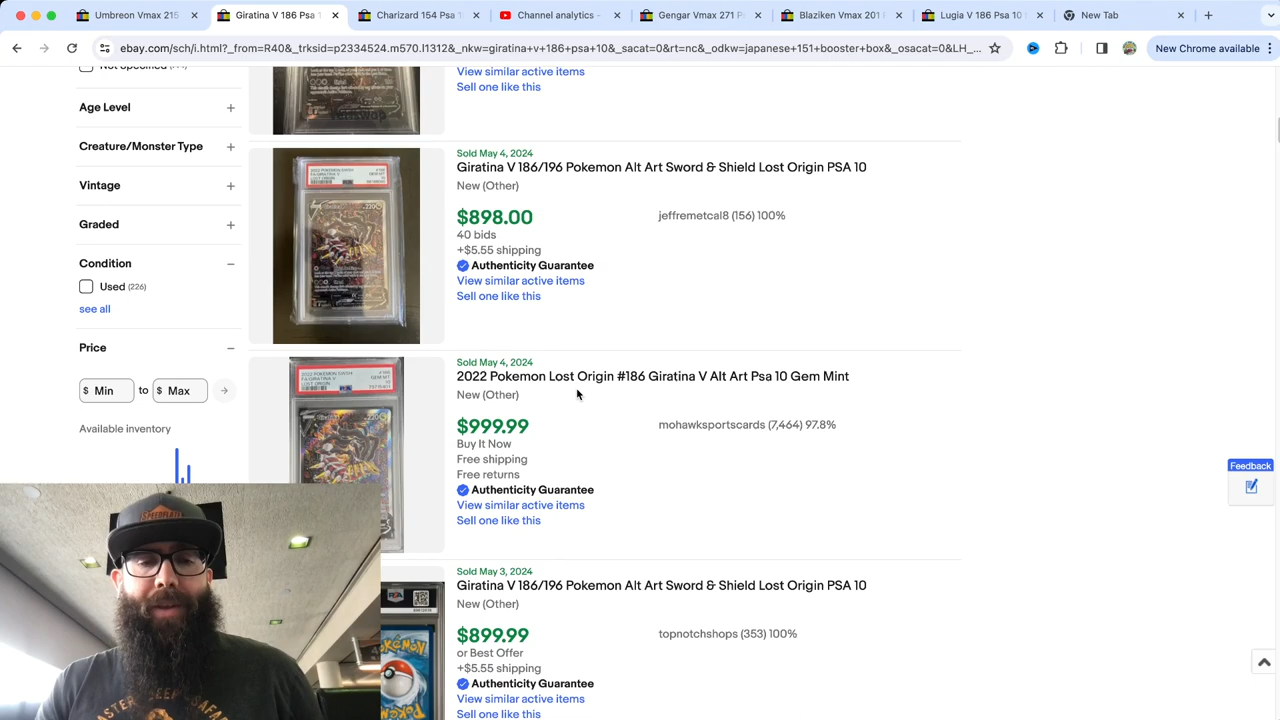 Umbreon Vmax 215
Giratina V 186 Psa 1
Charizard 154 Psa
Channel analytics -
Gengar Vmax 271 P
Blaziken Vmax 201
Lugia V 186 Psa 10
New Tab
ebay.com/sch/i.html?_from=R40&_trksid=p2334524.m570.l1312&_nkw=giratina+v+186+psa+10&_sacat=0&rt=nc&_odkw=japanese+151+booster+box&_osacat=0&LH_...
New Chrome available
View similar active items
Sell one like this
Age Level
Creature/Monster Type
Vintage
Graded
Condition
Used (226)
see all
Price
$ Min to $ Max
Available inventory
Sold May 4, 2024
Giratina V 186/196 Pokemon Alt Art Sword & Shield Lost Origin PSA 10
New (Other)
$898.00
jeffremetcal8 (156) 100%
40 bids
+$5.55 shipping
Authenticity Guarantee
View similar active items
Sell one like this
Sold May 4, 2024
2022 Pokemon Lost Origin #186 Giratina V Alt Art PSA 10 Gem Mint
New (Other)
$999.99
mohawksportscards (7,464) 97.8%
Buy It Now
Free shipping
Free returns
Authenticity Guarantee
View similar active items
Sell one like this
Sold May 3, 2024
Giratina V 186/196 Pokemon Alt Art Sword & Shield Lost Origin PSA 10
New (Other)
$899.99
topnotchshops (353) 100%
or Best Offer
+$5.55 shipping
Authenticity Guarantee
View similar active items
Sell one like this
Feedback